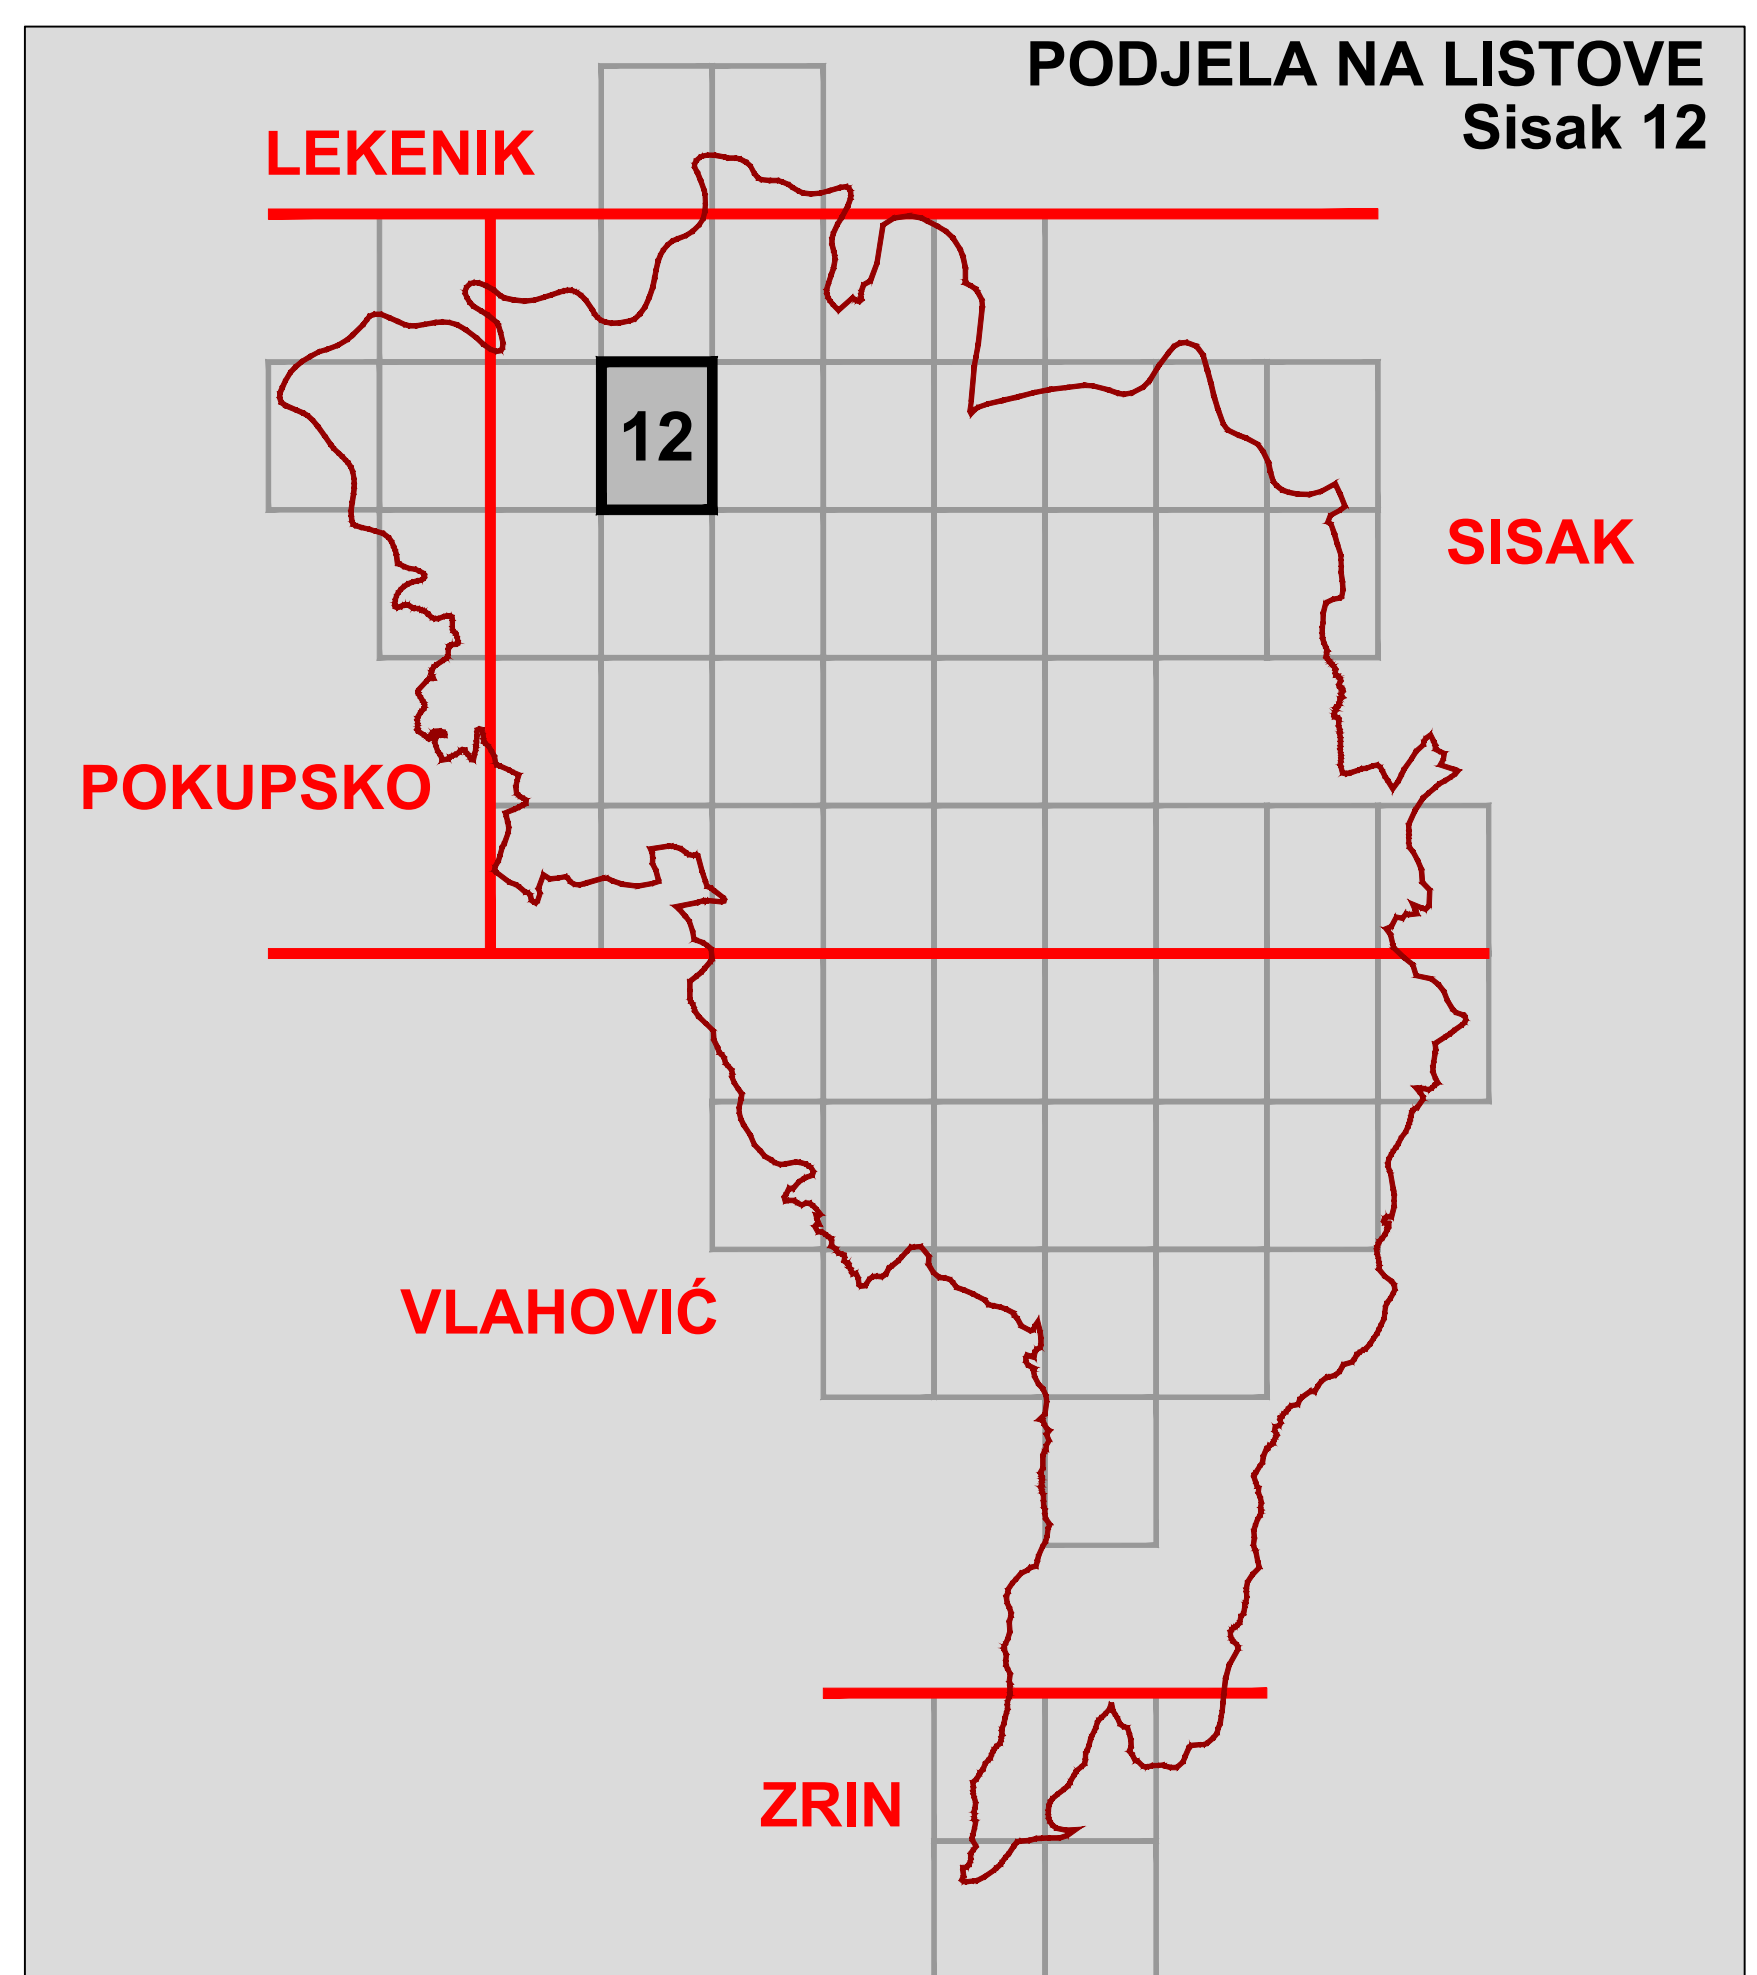 PODJELA NA LISTOVE
Sisak 12
LEKENIK
12
SISAK
POKUPSKO
VLAHOVIĆ
ZRIN